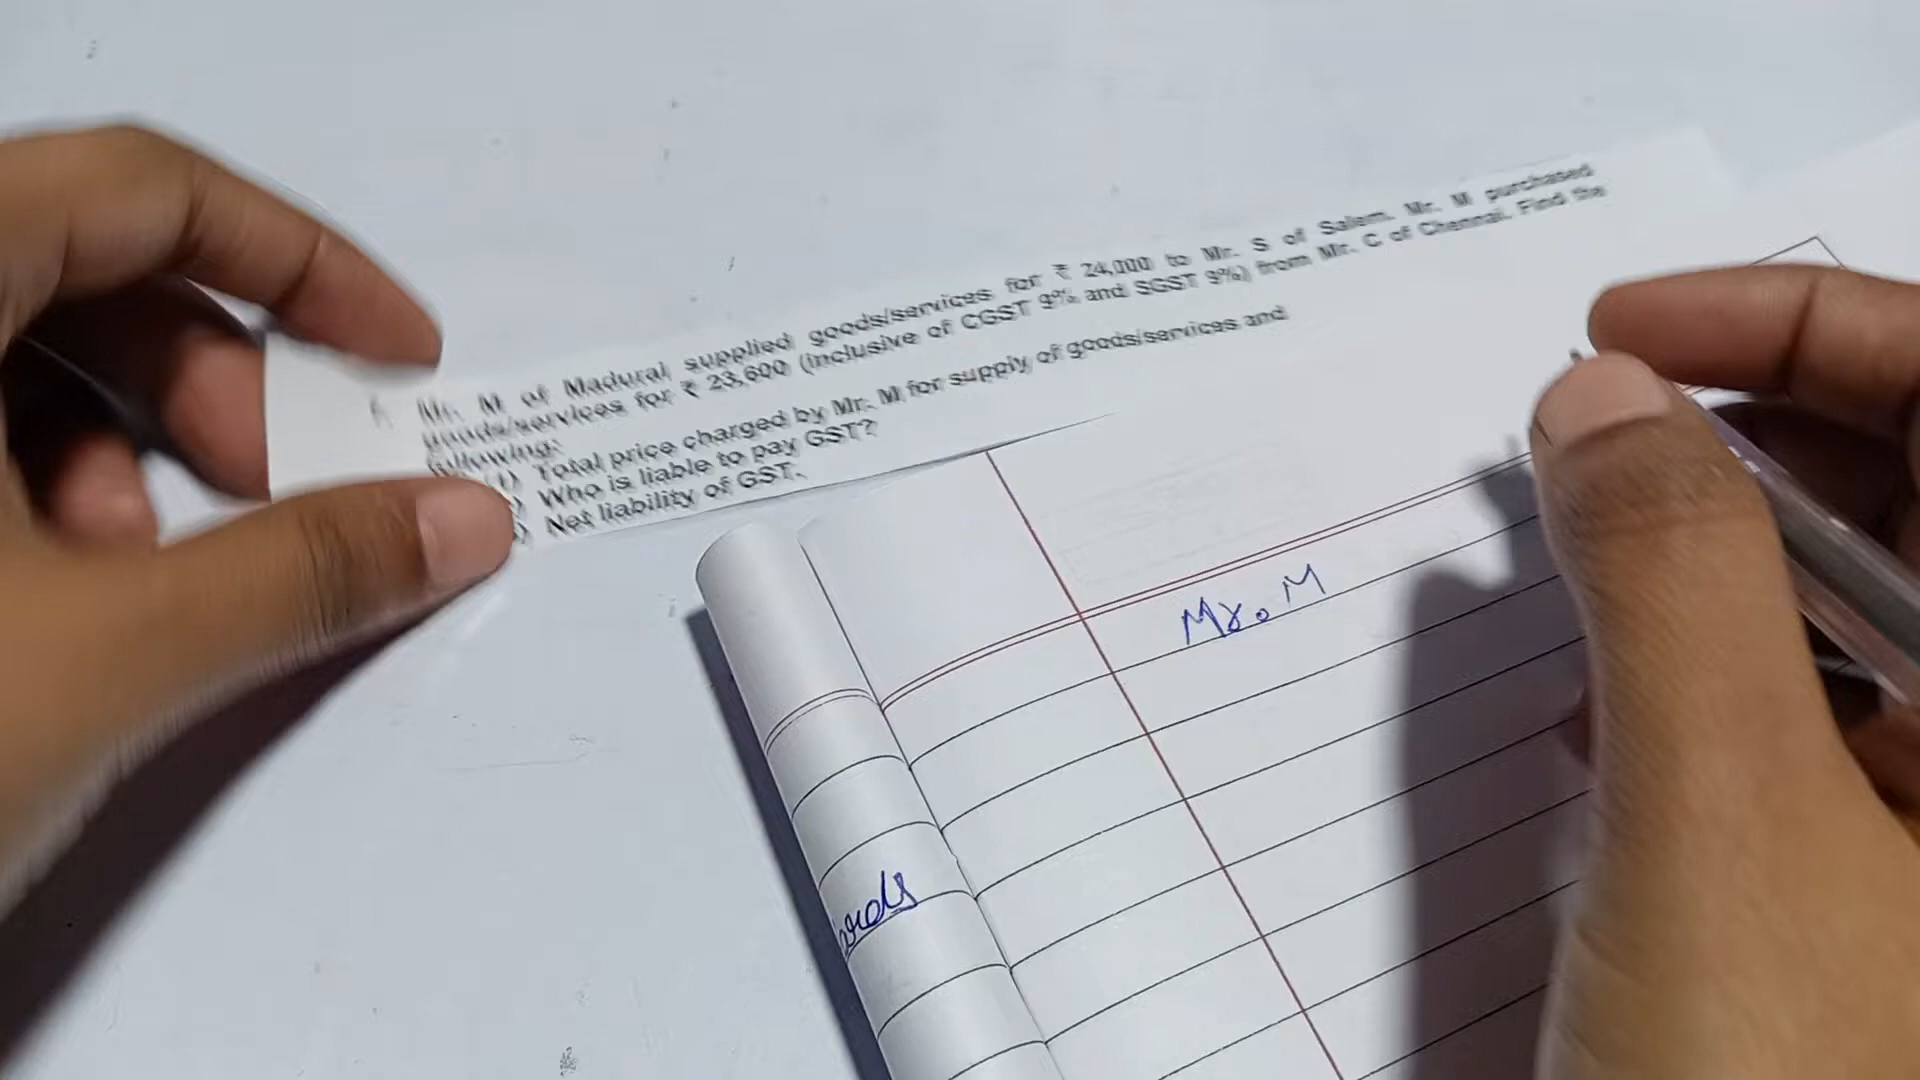 Mr. M of Madurai supplied goods/services for ₹ 24,000 to Mr. S of Salem. Mr. M purchased
goods/services for ₹ 23,600 (inclusive of CGST 9% and SGST 9%) from Mr. C of Chennai. Find the
following:
) Total price charged by Mr. M for supply of goods/services and
) Who is liable to pay GST?
) Net liability of GST.
Mr. M